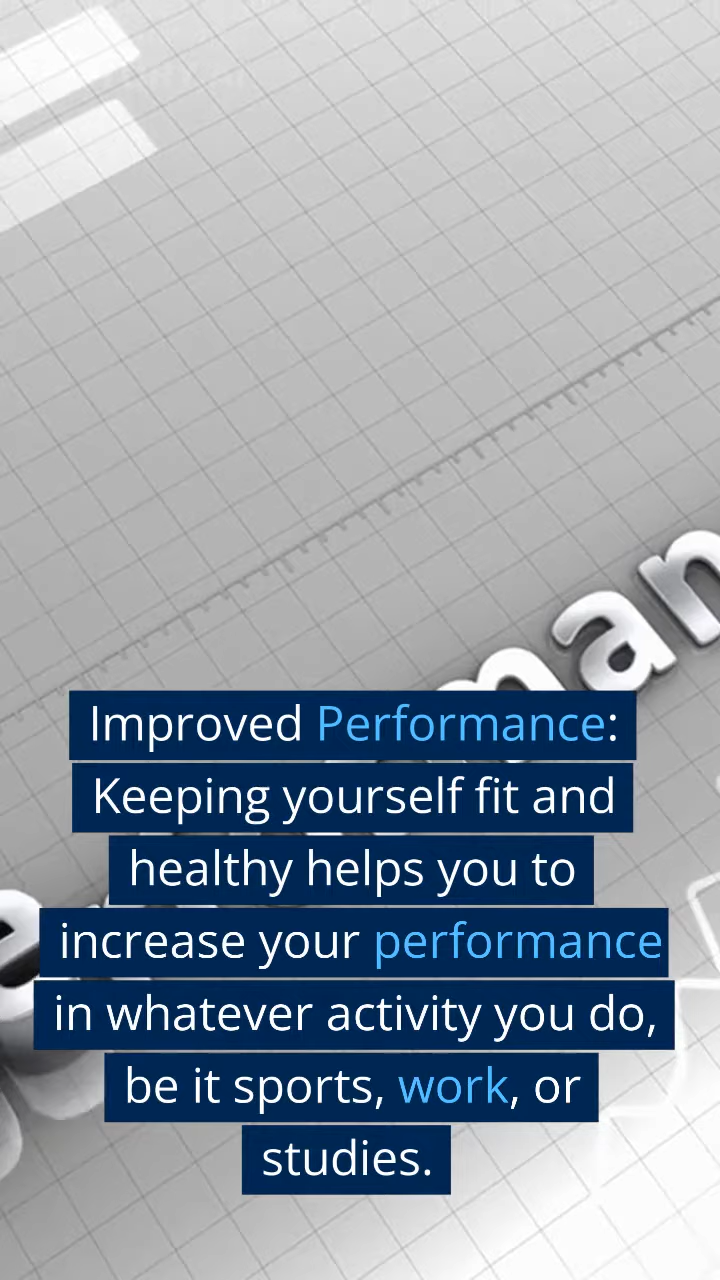 man
Improved Performance:
Keeping yourself fit and
healthy helps you to
increase your performance
in whatever activity you do,
be it sports, work, or
studies.